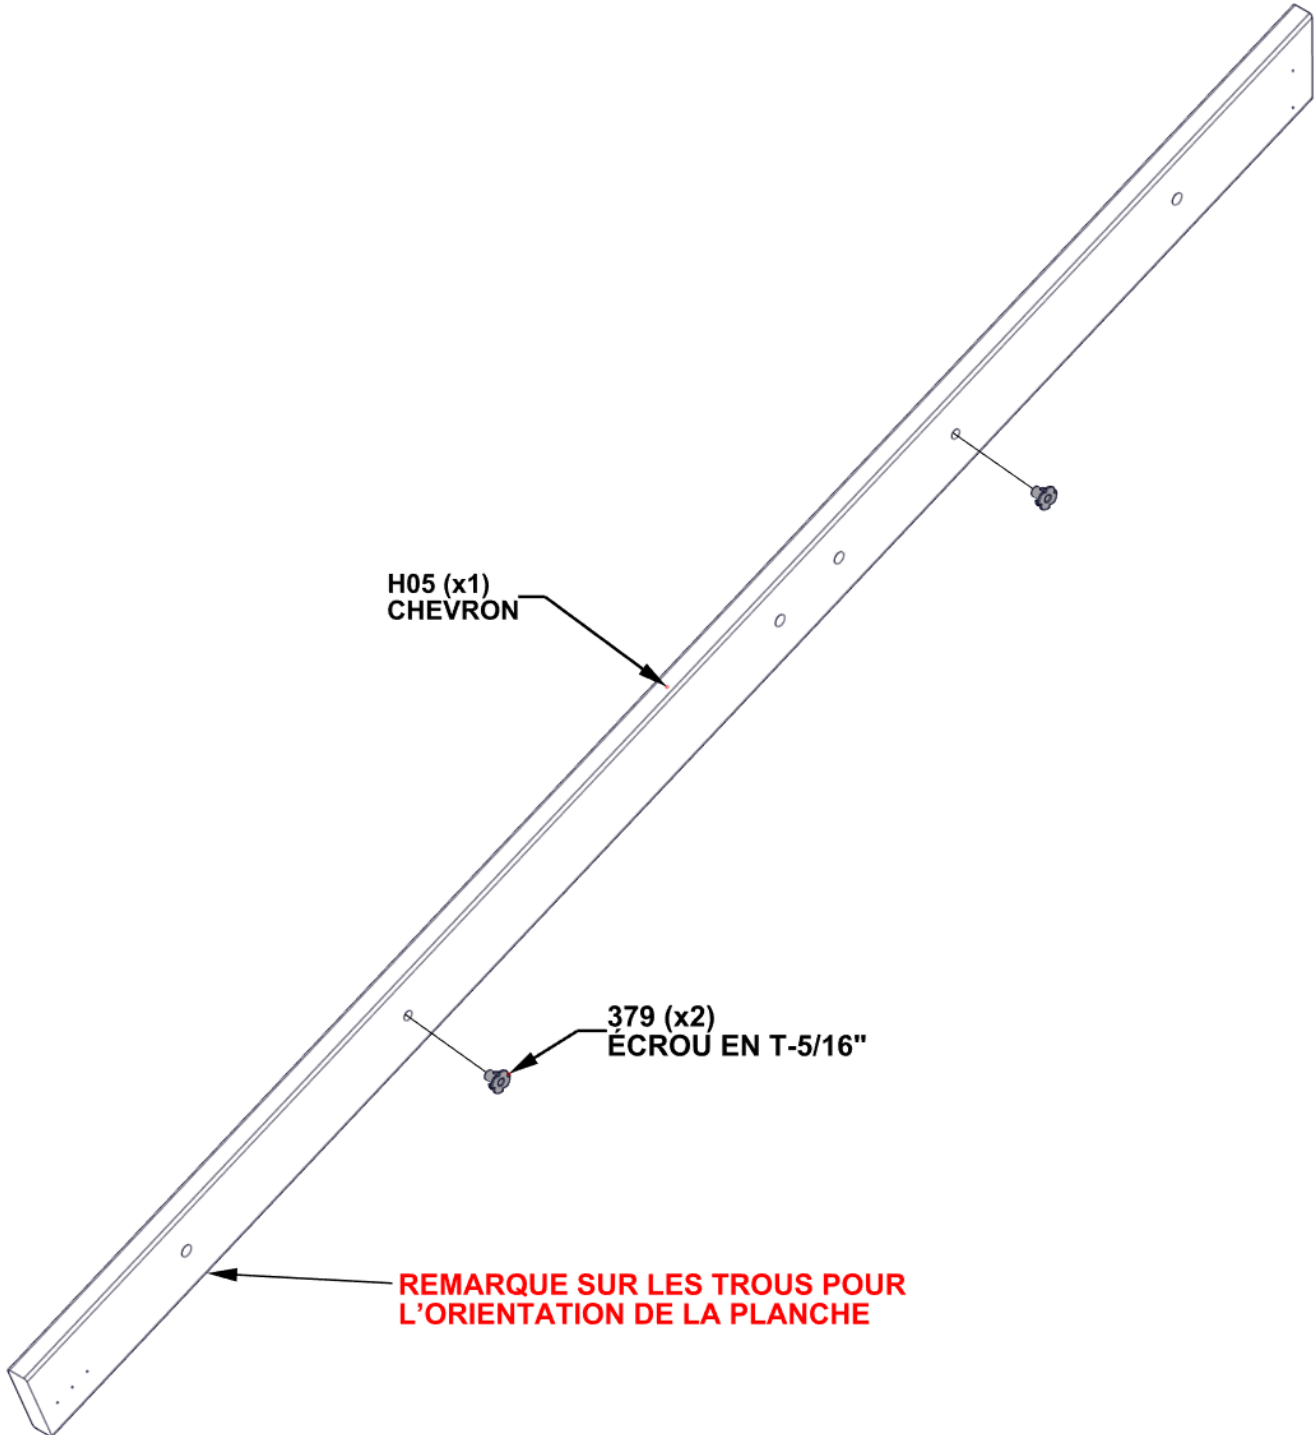 H05 (x1)
CHEVRON
379 (x2)
ÉCROU EN T-5/16"
REMARQUE SUR LES TROUS POUR
L'ORIENTATION DE LA PLANCHE